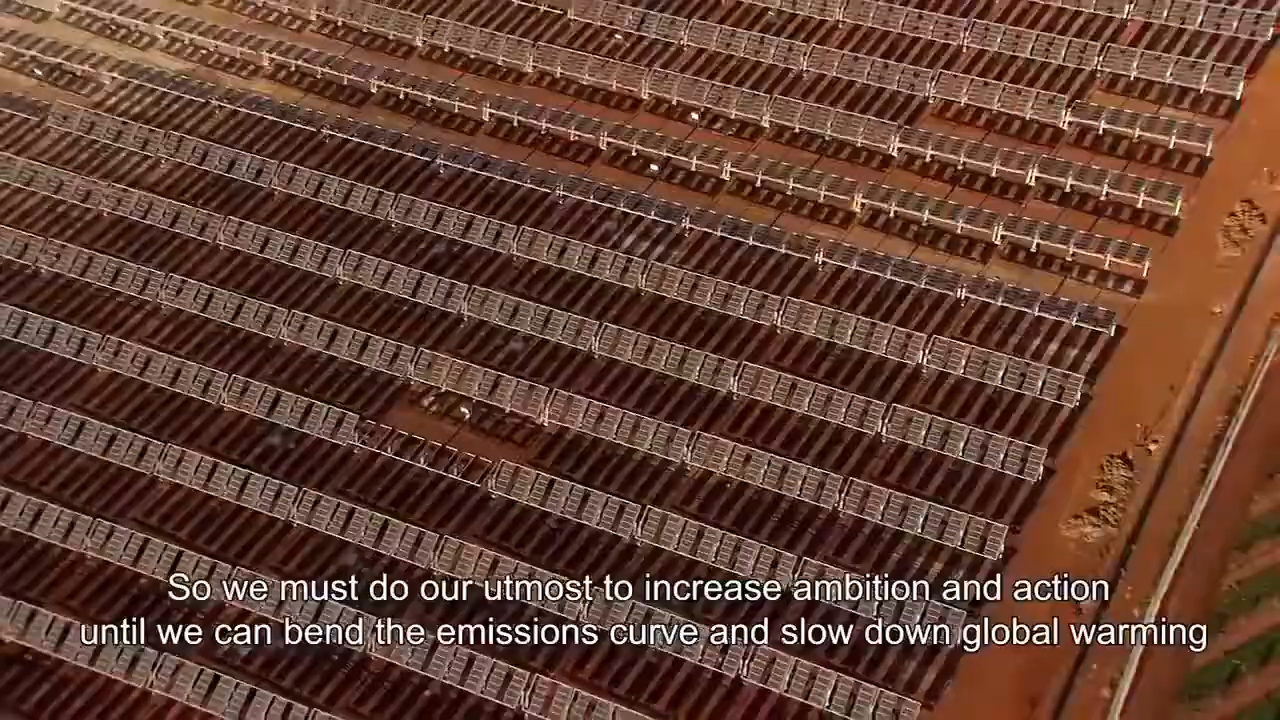 So we must do our utmost to increase ambition and action
until we can bend the emissions curve and slow down global warming